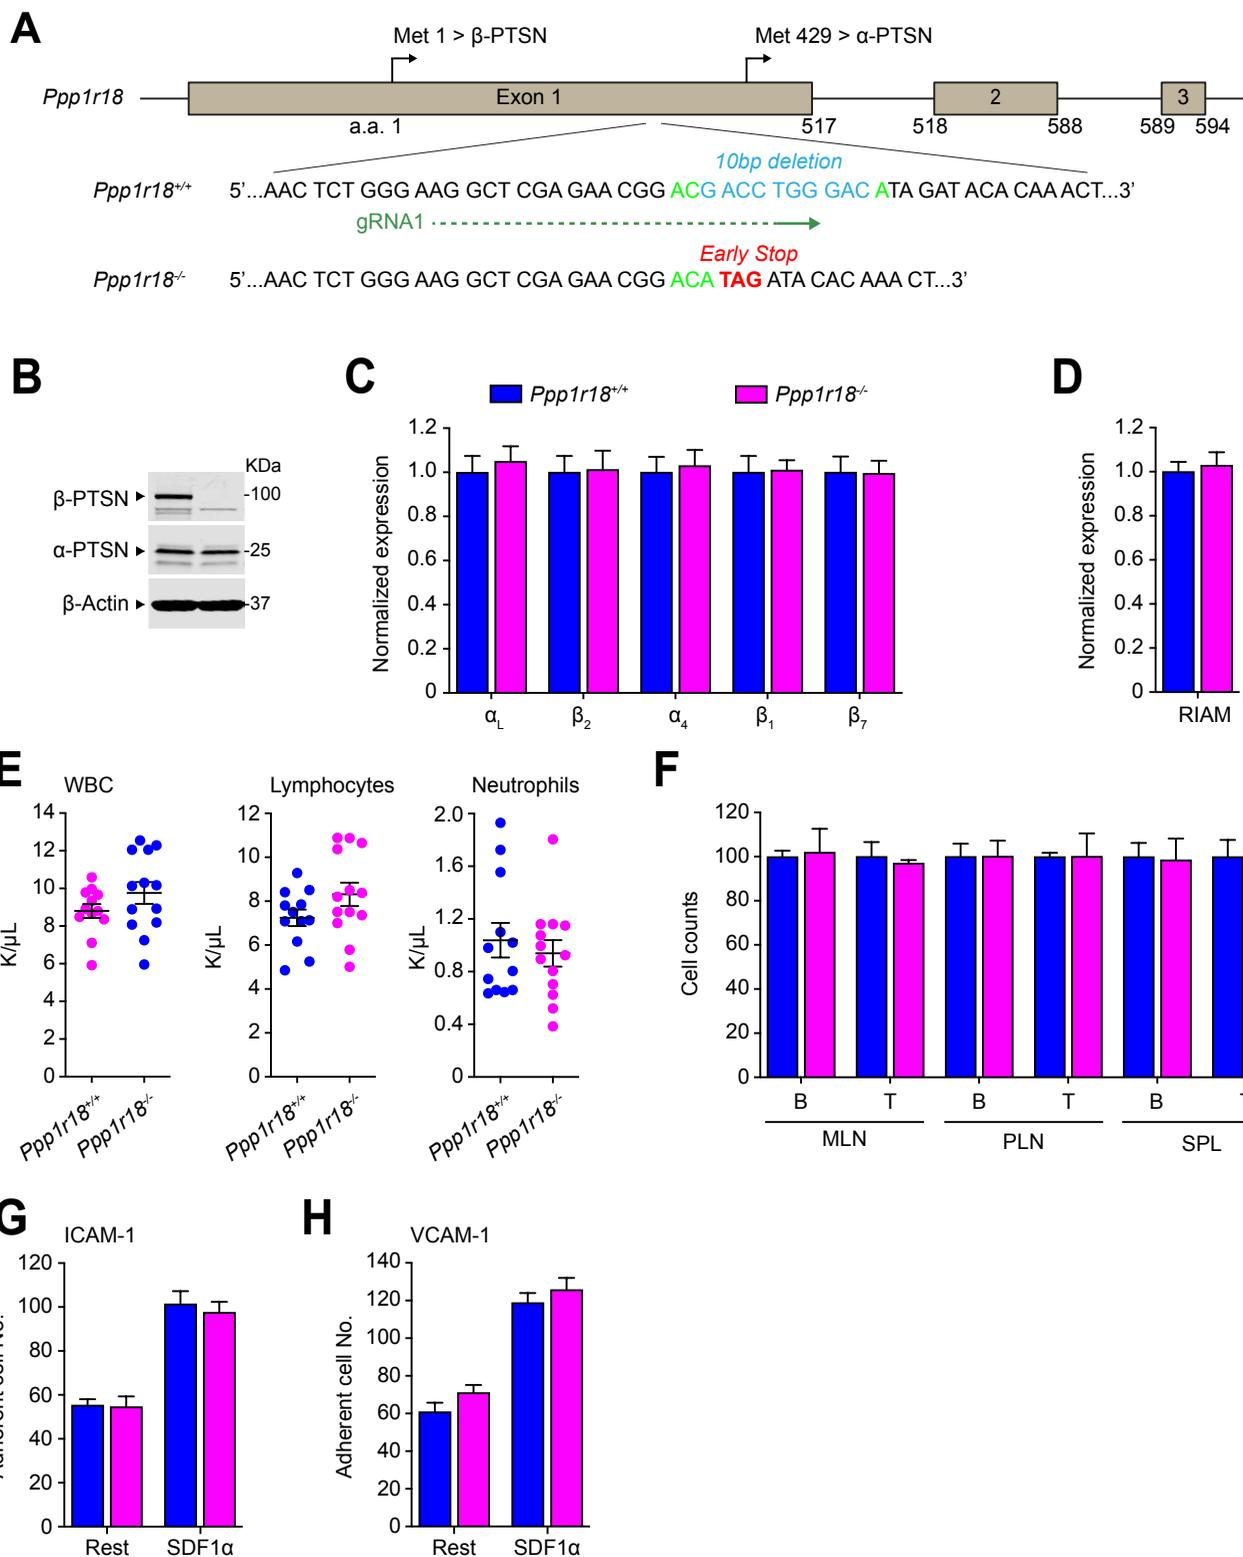 A
Met 1 > β-PTSN
Met 429 > α-PTSN
Ppp1r18
Exon 1
2
3
a.a. 1
517
518
588
589
594
10bp deletion
Ppp1r18+/+
5’...AAC TCT GGG AAG GCT CGA GAA CGG ACG ACC TGG GAC ATA GAT ACA CAA ACT...3’
gRNA1
Early Stop
Ppp1r18-/-
5’...AAC TCT GGG AAG GCT CGA GAA CGG ACA TAG ATA CAC AAA CT...3’
B
KDa
β-PTSN
-100
α-PTSN
-25
β-Actin
-37
C
Ppp1r18+/+
Ppp1r18-/-
Normalized expression
1.2
1.0
0.8
0.6
0.4
0.2
0
αL
β2
α4
β1
β7
D
Normalized expression
1.2
1.0
0.8
0.6
0.4
0.2
0
RIAM
E
WBC
K/μL
14
12
10
8
6
4
2
0
Ppp1r18+/+
Ppp1r18-/-
Lymphocytes
K/μL
12
10
8
6
4
2
0
Ppp1r18+/+
Ppp1r18-/-
Neutrophils
K/μL
2.0
1.6
1.2
0.8
0.4
0
Ppp1r18+/+
Ppp1r18-/-
F
Cell counts
120
100
80
60
40
20
0
B
T
B
T
B
MLN
PLN
SPL
G
ICAM-1
120
100
80
60
40
20
0
Rest
SDF1α
H
VCAM-1
Adherent cell No.
140
120
100
80
60
40
20
0
Rest
SDF1α